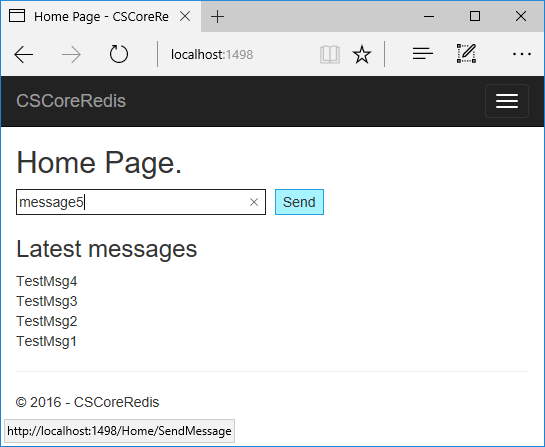 Home Page - CSCoreRe
localhost:1498
CSCoreRedis
Home Page.
message5
Send
Latest messages
TestMsg4
TestMsg3
TestMsg2
TestMsg1
© 2016 - CSCoreRedis
http://localhost:1498/Home/SendMessage